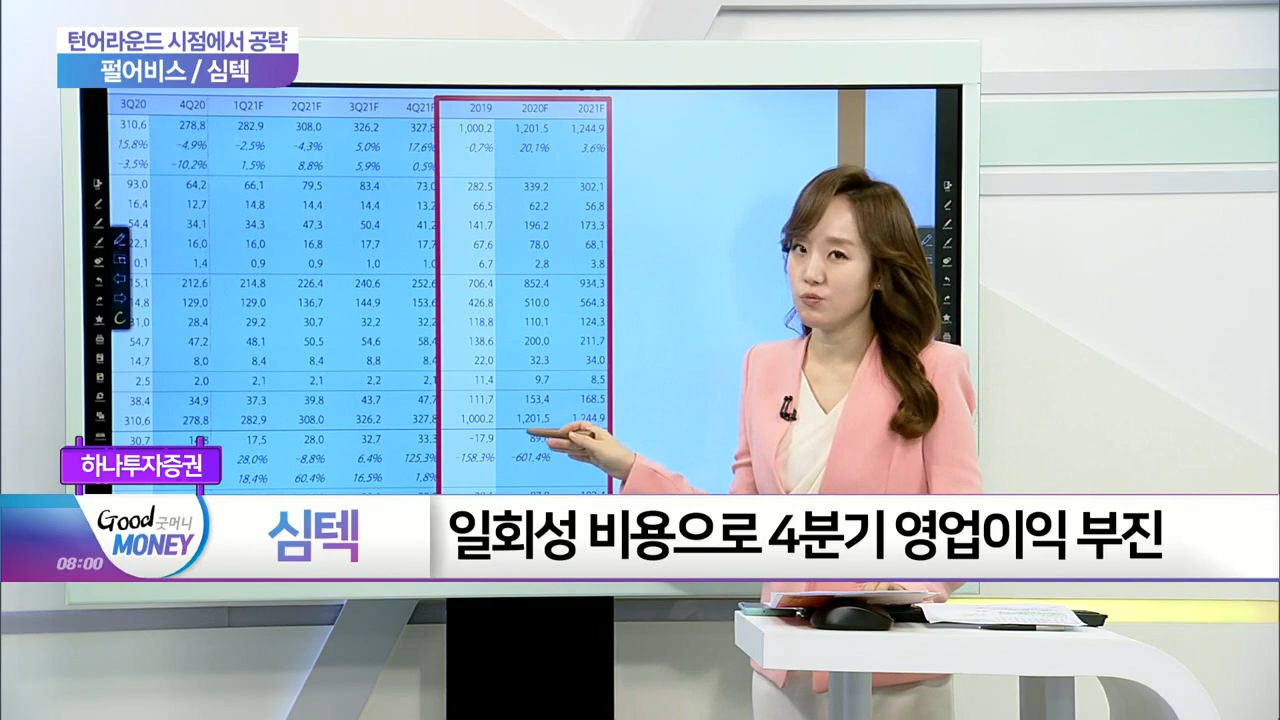 턴어라운드 시점에서 공략
펄어비스 / 심텍
3Q20 4Q20 1Q21F 2Q21F 3Q21F 4Q21F 2019 2020F 2021F
310.6 278.8 282.9 308.0 326.2 327.8 1,000.2 1,201.5 1,244.9
15.8% -4.9% -2.5% -4.3% 5.0% 17.6% -0.7% 20.1% 3.6%
-3.5% -10.2% 1.5% 8.8% 5.9% 0.5%
93.0 64.2 66.1 79.5 83.4 73.0 282.5 339.2 302.1
16.4 12.7 14.8 14.4 14.4 13.2 66.5 62.2 56.8
54.4 34.1 34.3 47.3 50.4 41.2 141.7 196.2 173.3
22.1 16.0 16.0 16.8 17.7 17.7 67.6 78.0 68.1
0.1 1.4 0.9 0.9 1.0 1.0 6.7 2.8 3.8
15.1 212.6 214.8 226.4 240.6 252.6 706.4 852.4 934.3
14.8 129.0 129.0 136.7 144.9 153.6 426.8 510.0 564.3
31.0 28.4 29.2 30.7 32.2 32.2 118.8 110.1 124.3
54.7 47.2 48.1 50.5 54.6 58.4 138.6 200.0 211.7
14.7 8.0 8.4 8.4 8.8 8.4 22.0 32.3 34.0
2.5 2.0 2.1 2.1 2.1 2.1 11.4 9.7 8.5
38.4 34.9 37.3 39.8 43.7 47.7 111.7 153.4 168.5
310.6 278.8 282.9 308.0 326.2 327.8 1,000.2 1,201.5 1,244.9
30.7 17.5 28.0 32.7 33.3 -17.9
28.0% -8.8% 6.4% 125.3% -158.3% -601.4%
18.4% 60.4% 16.5% 1.8%
하나투자증권
Good 굿머니
MONEY
08:00
심텍
일회성 비용으로 4분기 영업이익 부진